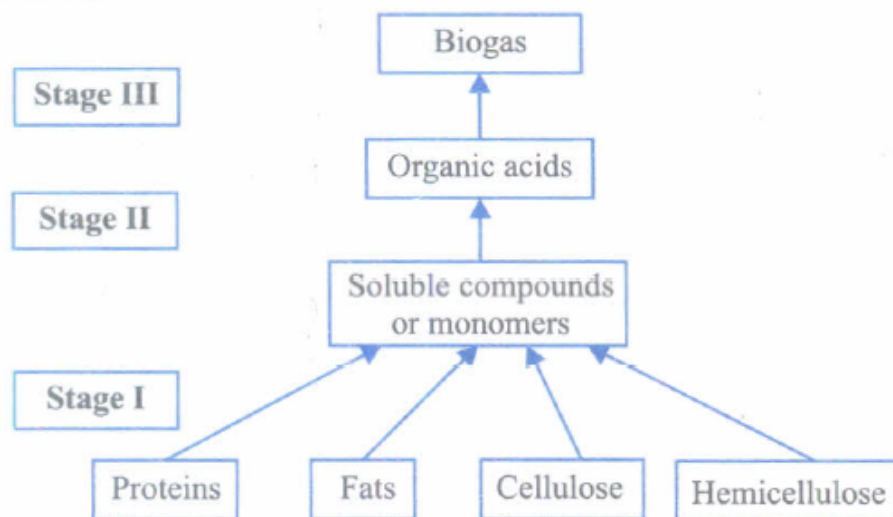 Biogas
Stage III
Organic acids
Stage II
Soluble compounds
or monomers
Stage I
Proteins
Fats
Cellulose
Hemicellulose